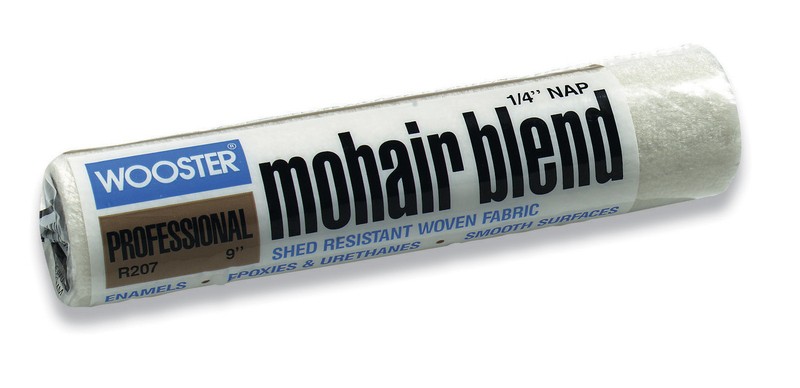 1/4" NAP
WOOSTER®
mohair blend
PROFESSIONAL
R207 9"
SHED RESISTANT WOVEN FABRIC
ENAMELS • EPOXIES & URETHANES • SMOOTH SURFACES